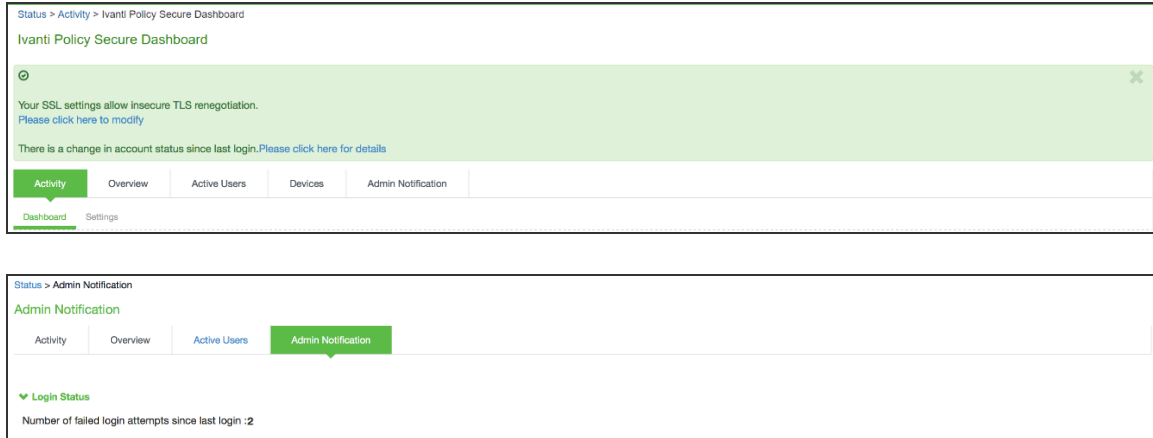 Status > Activity > Ivanti Policy Secure Dashboard
Ivanti Policy Secure Dashboard
Your SSL settings allow insecure TLS renegotiation.
Please click here to modify
There is a change in account status since last login.Please click here for details
Activity Overview Active Users Devices Admin Notification
Dashboard Settings
Status > Admin Notification
Admin Notification
Activity Overview Active Users Admin Notification
Login Status
Number of failed login attempts since last login :2